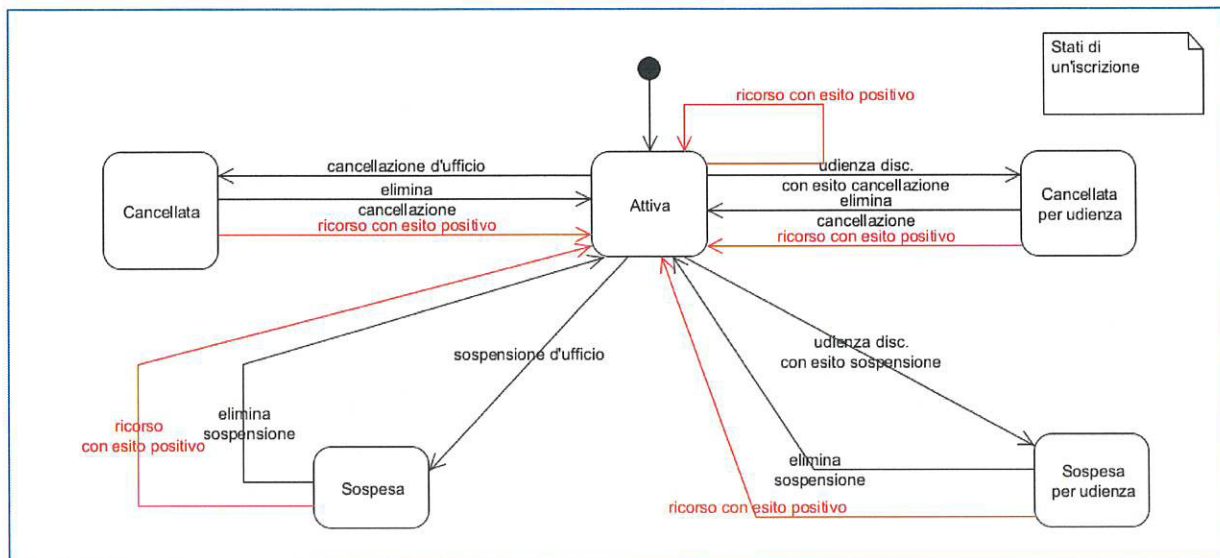 Stati di
un'iscrizione
ricorso con esito positivo
cancellazione d'ufficio
udienza disc.
con esito cancellazione
elimina
cancellazione
elimina
cancellazione
Cancellata
Attiva
Cancellata
per udienza
ricorso con esito positivo
ricorso con esito positivo
sospensione d'ufficio
udienza disc.
con esito sospensione
ricorso
con esito positivo
elimina
sospensione
elimina
sospensione
Sospesa
Sospesa
per udienza
ricorso con esito positivo